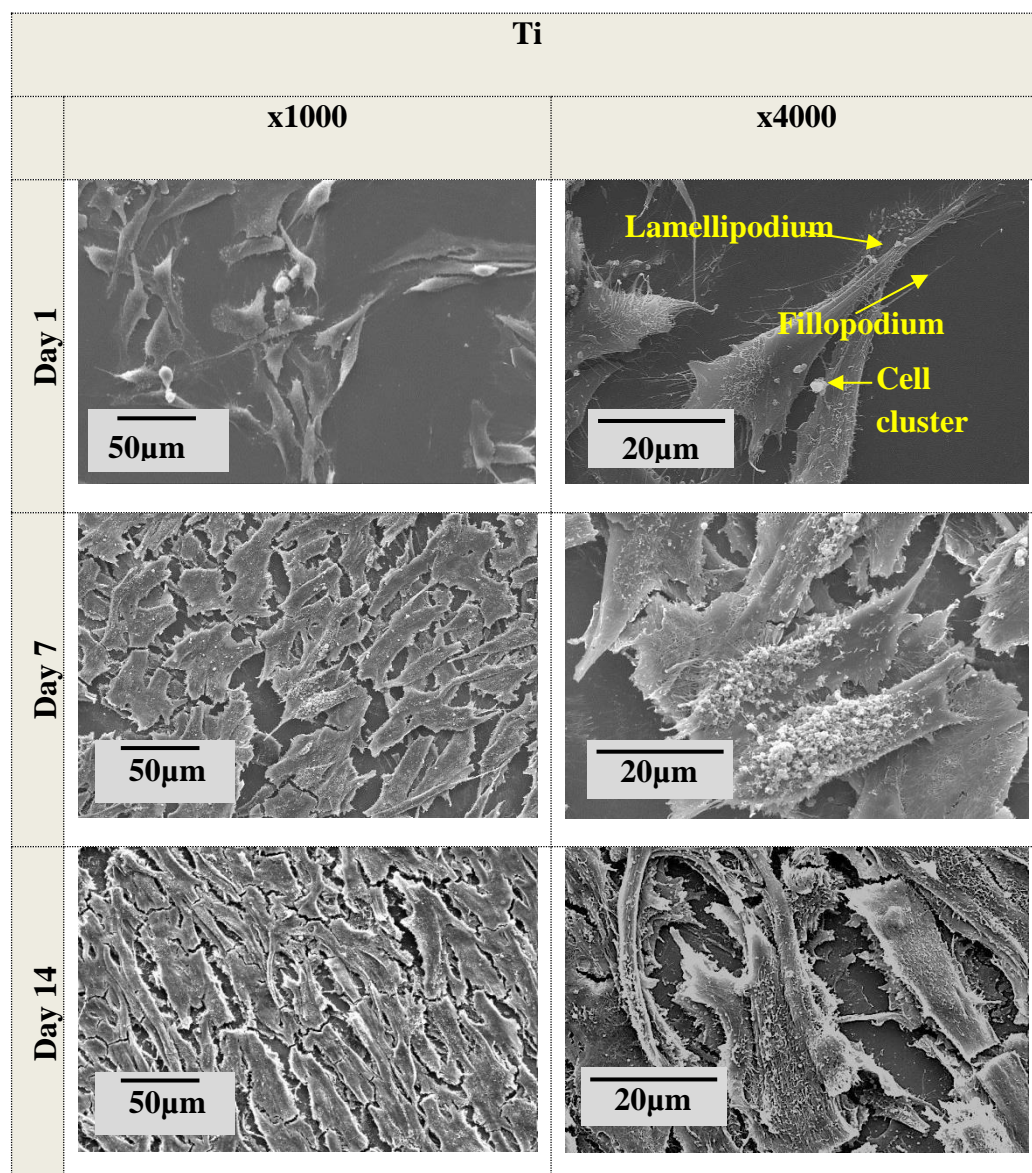 Ti
x1000
x4000
Day 1
50µm
Lamellipodium
Fillopodium
Cell
cluster
20µm
Day 7
50µm
20µm
Day 14
50µm
20µm